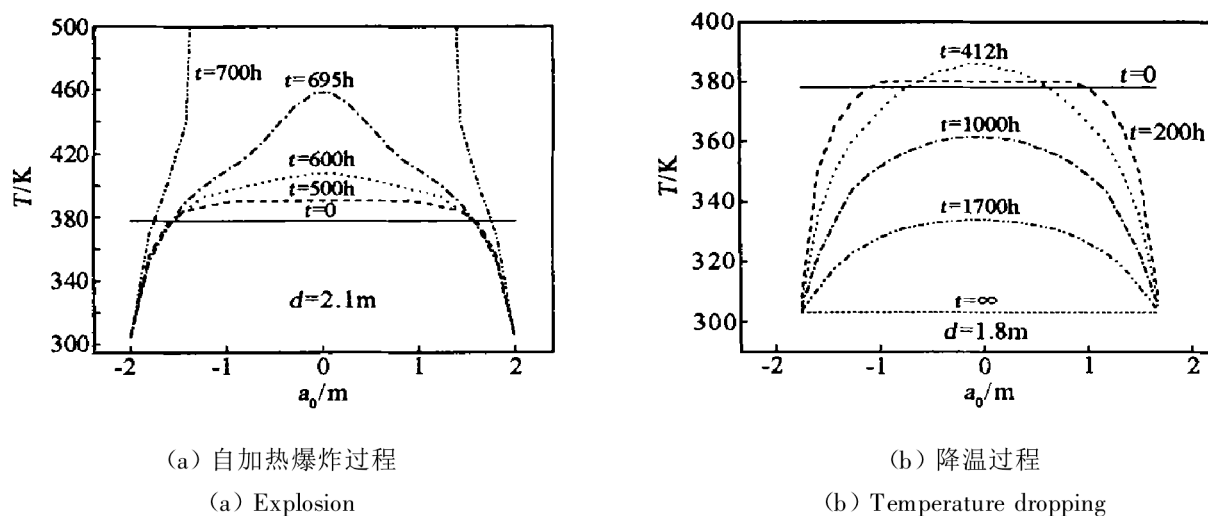 500
460
420
380
340
300
T/K
t=700h
t=695h
t=600h
t=500h
t=0
d=2.1m
-2 -1 0 1 2
a₀/m
(a) 自加热爆炸过程
(a) Explosion
400
380
360
340
320
300
T/K
t=412h
t=0
t=200h
t=1000h
t=1700h
t=∞
d=1.8m
-2 -1 0 1 2
a₀/m
(b) 降温过程
(b) Temperature dropping